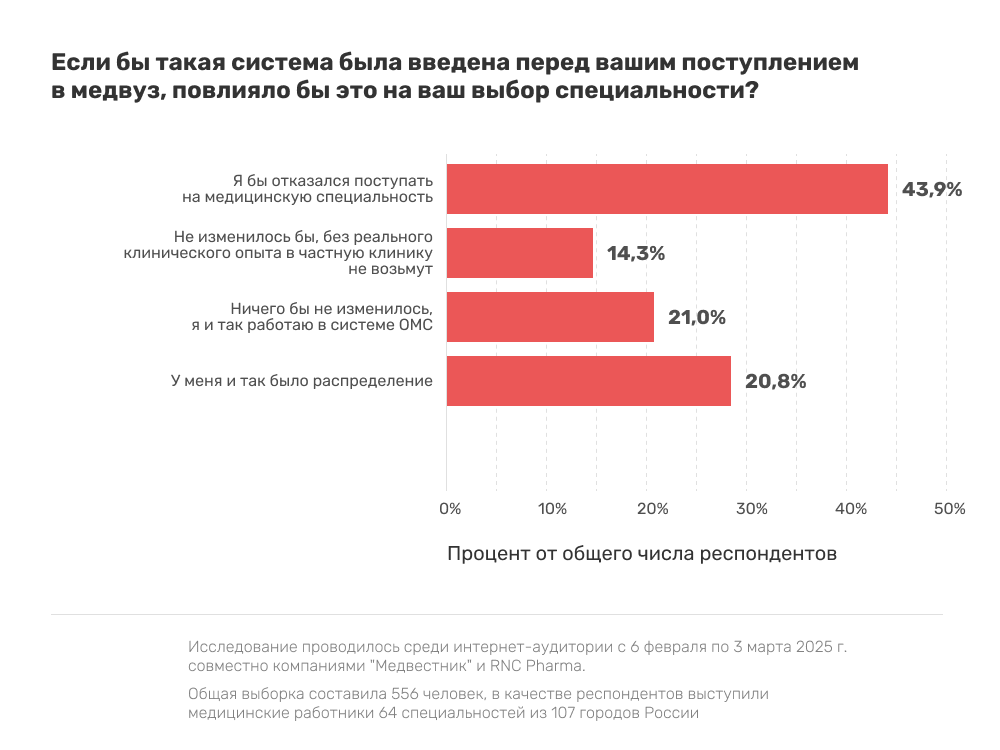 Если бы такая система была введена перед вашим поступлением
в медвуз, повлияло бы это на ваш выбор специальности?
Я бы отказался поступать
на медицинскую специальность
43,9%
Не изменилось бы, без реального
клинического опыта в частную клинику
не возьмут
14,3%
Ничего бы не изменилось,
я и так работаю в системе ОМС
21,0%
У меня и так было распределение
20,8%
0%
10%
20%
30%
40%
50%
Процент от общего числа респондентов
Исследование проводилось среди интернет-аудитории с 6 февраля по 3 марта 2025 г.
совместно компаниями "Медвестник" и RNC Pharma.
Общая выборка составила 556 человек, в качестве респондентов выступили
медицинские работники 64 специальностей из 107 городов России